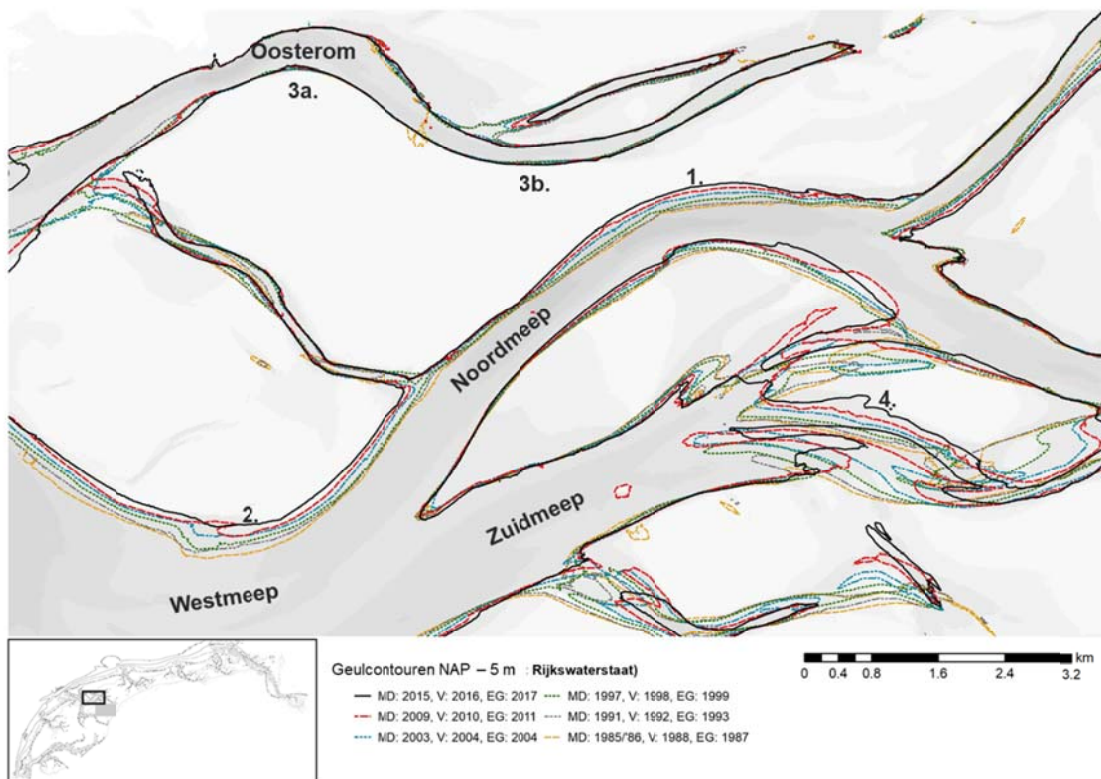 Oosterom
3a.
3b.
1.
Noordmeep
4.
2.
Zuidmeep
Westmeep
Geulcontouren NAP – 5 m : Rijkswaterstaat)
MD: 2015, V: 2016, EG: 2017
MD: 2009, V: 2010, EG: 2011
MD: 2003, V: 2004, EG: 2004
MD: 1997, V: 1998, EG: 1999
MD: 1991, V: 1992, EG: 1993
MD: 1985/'86, V: 1988, EG: 1987
km
0 0.4 0.8 1.6 2.4 3.2